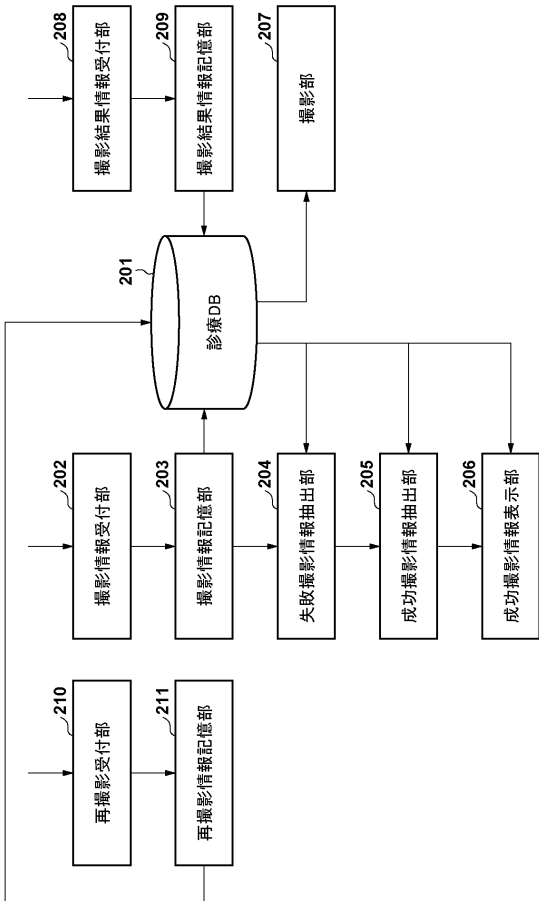 210
再撮影受付部
211
再撮影情報記憶部
202
撮影情報受付部
203
撮影情報記憶部
204
失敗撮影情報抽出部
205
成功撮影情報抽出部
206
成功撮影情報表示部
201
診療DB
208
撮影結果情報受付部
209
撮影結果情報記憶部
207
撮影部